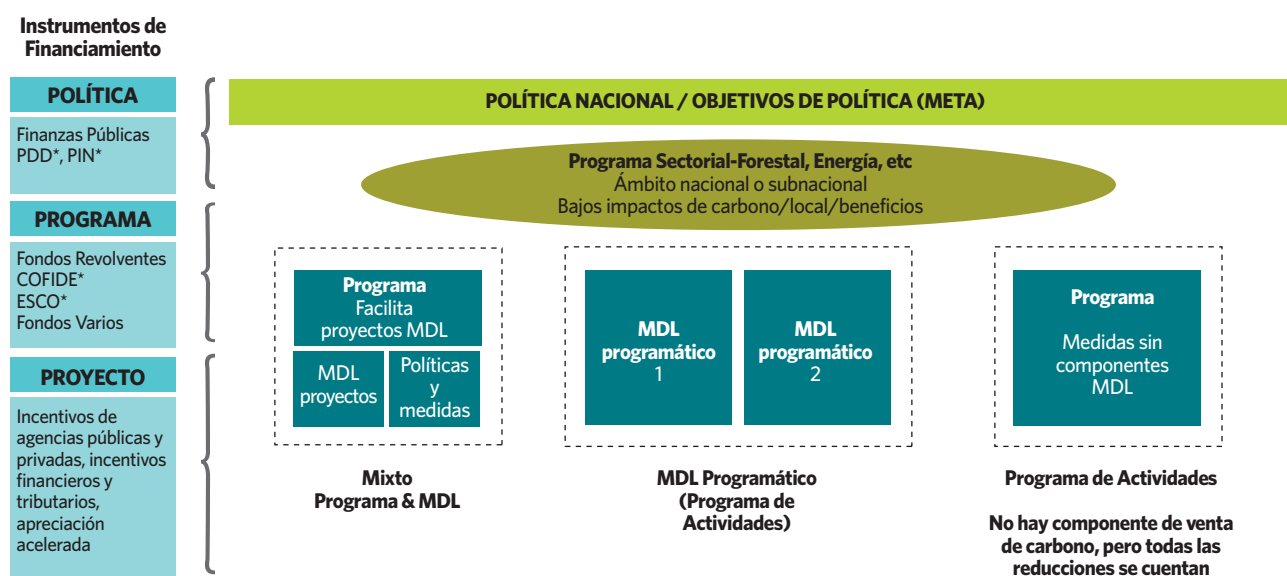 Instrumentos de
Financiamiento
POLÍTICA
Finanzas Públicas
PDD*, PIN*
PROGRAMA
Fondos Revolventes
COFIDE*
ESCO*
Fondos Varios
PROYECTO
Incentivos de
agencias públicas y
privadas, incentivos
financieros y
tributarios,
apreciación
acelerada
POLÍTICA NACIONAL / OBJETIVOS DE POLÍTICA (META)
Programa Sectorial-Forestal, Energía, etc
Ámbito nacional o subnacional
Bajos impactos de carbono/local/beneficios
Programa
Facilita
proyectos MDL
MDL
proyectos
Políticas
y
medidas
Mixto
Programa & MDL
MDL
programático
1
MDL
programático
2
MDL Programático
(Programa de
Actividades)
Programa
Medidas sin
componentes
MDL
Programa de Actividades
No hay componente de venta
de carbono, pero todas las
reducciones se cuentan